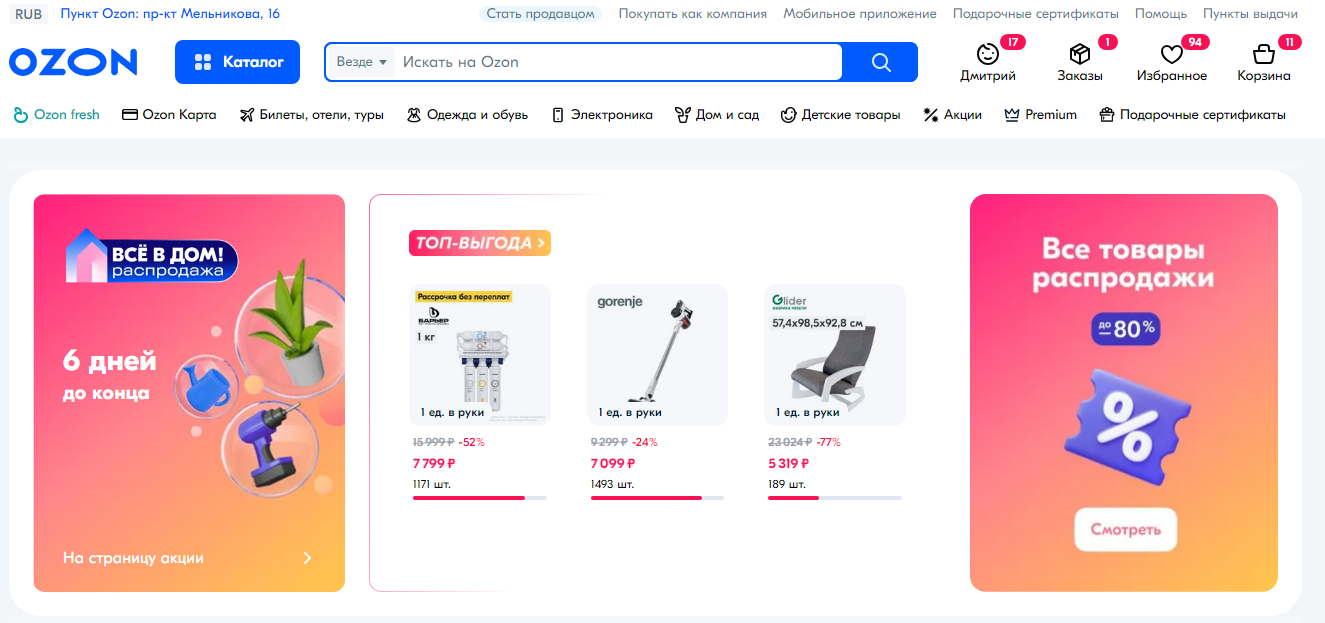 RUB Пункт Ozon: пр-кт Мельникова, 16 Стать продавцом Покупать как компания Мобильное приложение Подарочные сертификаты Помощь Пункты выдачи
OZON
Каталог
Везде Искать на Ozon
17 1 94 11
Дмитрий Заказы Избранное Корзина
Ozon fresh Ozon Карта Билеты, отели, туры Одежда и обувь Электроника Дом и сад Детские товары Акции Premium Подарочные сертификаты
ВСЁ В ДОМ!
распродажа
6 дней
до конца
На страницу акции
ТОП-ВЫГОДА
Рассрочка без переплат
БАРЬЕР
1 кг
1 ед. в руки
15 999 ₽ -52%
7 799 ₽
1171 шт.
gorenje
1 ед. в руки
9 299 ₽ -24%
7 099 ₽
1493 шт.
Glider
ФАБРИКА МЕБЕЛИ
57,4x98,5x92,8 см
1 ед. в руки
23 024 ₽ -77%
5 319 ₽
189 шт.
Все товары
распродажи
до –80%
%
Смотреть